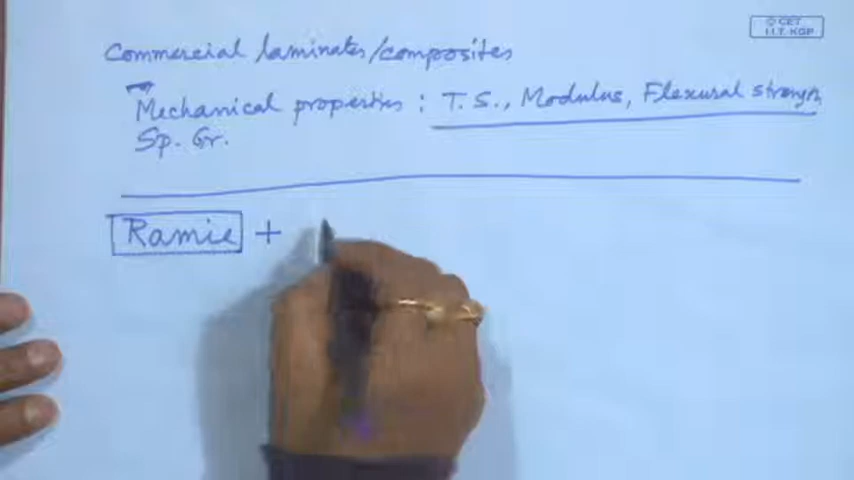 © CET
I.I.T. KGP
Commercial laminates/composites
Mechanical properties : T.S., Modulus, Flexural strength,
Sp. Gr.
Ramie +